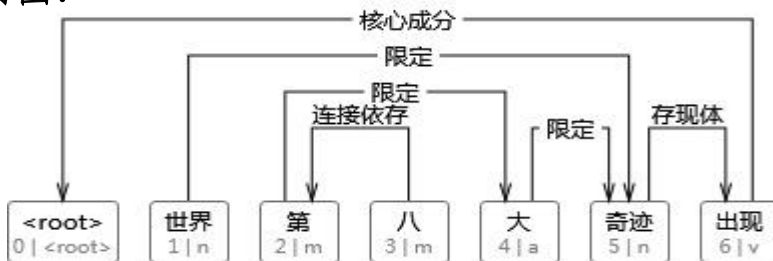 核心成分
限定
限定
连接依存
限定
存现体
<root> 世界 第 八 大 奇迹 出现
0 | <root> 1 | n 2 | m 3 | m 4 | a 5 | n 6 | v